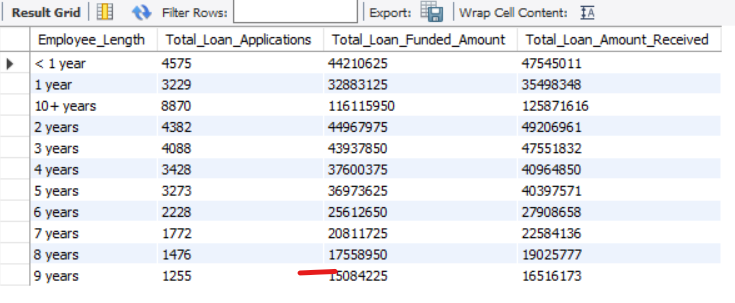 Result Grid Filter Rows: Export: Wrap Cell Content: IA
Employee_Length Total_Loan_Applications Total_Loan_Funded_Amount Total_Loan_Amount_Received
< 1 year 4575 44210625 47545011
1 year 3229 32883125 35498348
10+ years 8870 116115950 125871616
2 years 4382 44967975 49206961
3 years 4088 43937850 47551832
4 years 3428 37600375 40964850
5 years 3273 36973625 40397571
6 years 2228 25612650 27908658
7 years 1772 20811725 22584136
8 years 1476 17558950 19025777
9 years 1255 15084225 16516173